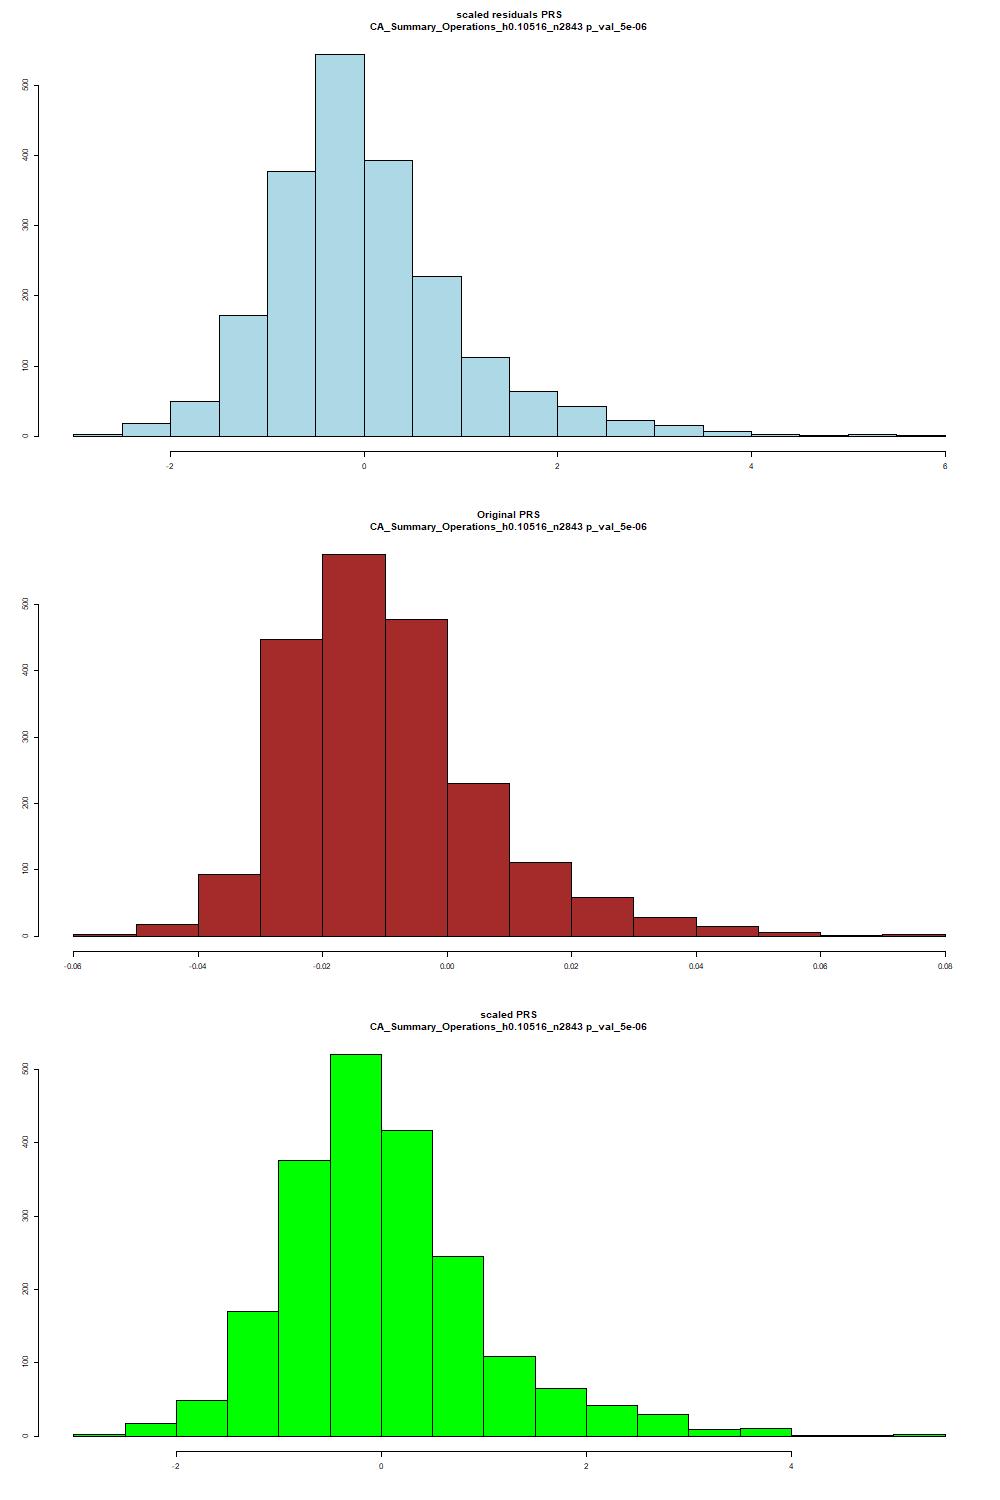 scaled residuals PRS
CA_Summary_Operations_h0.10516_n2843 p_val_5e-06
500
400
300
200
100
0
-2 0 2 4 6
Original PRS
CA_Summary_Operations_h0.10516_n2843 p_val_5e-06
500
400
300
200
100
0
-0.06 -0.04 -0.02 0.00 0.02 0.04 0.06 0.08
scaled PRS
CA_Summary_Operations_h0.10516_n2843 p_val_5e-06
500
400
300
200
100
0
-2 0 2 4